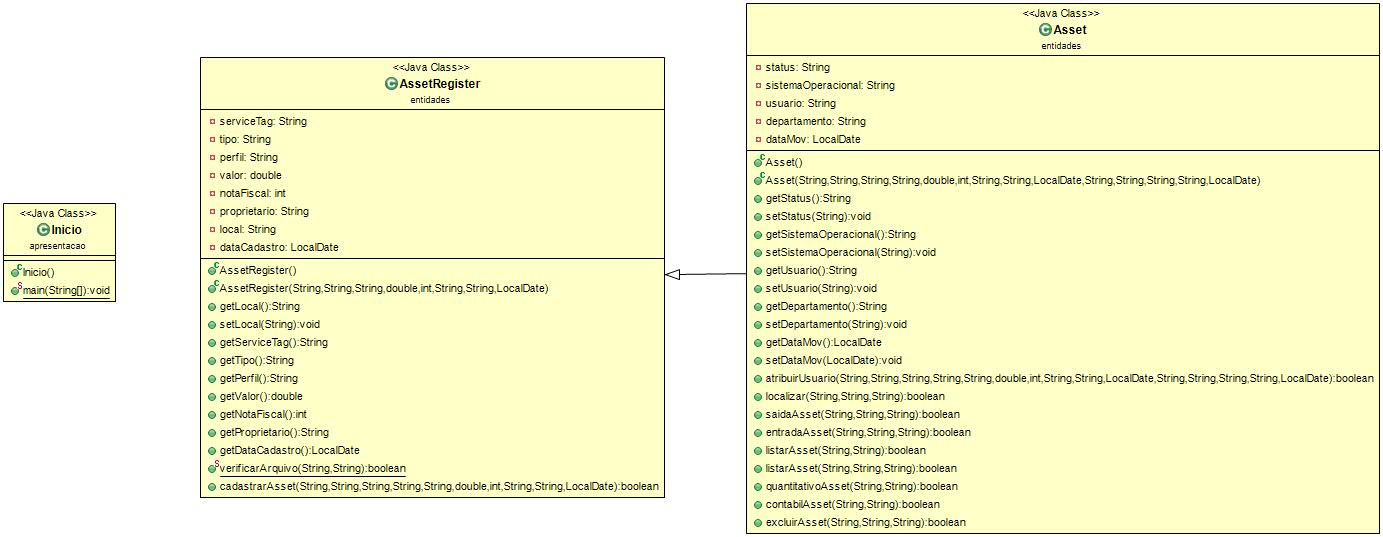 <<Java Class>>
Inicio
apresentacao
Inicio()
main(String[]):void
<<Java Class>>
AssetRegister
entidades
serviceTag: String
tipo: String
perfil: String
valor: double
notaFiscal: int
proprietario: String
local: String
dataCadastro: LocalDate
AssetRegister()
AssetRegister(String,String,String,double,int,String,String,LocalDate)
getLocal():String
setLocal(String):void
getServiceTag():String
getTipo():String
getPerfil():String
getValor():double
getNotaFiscal():int
getProprietario():String
getDataCadastro():LocalDate
verificarArquivo(String,String):boolean
cadastrarAsset(String,String,String,String,String,double,int,String,String,LocalDate):boolean
<<Java Class>>
Asset
entidades
status: String
sistemaOperacional: String
usuario: String
departamento: String
dataMov: LocalDate
Asset()
Asset(String,String,String,String,double,int,String,String,LocalDate,String,String,String,String,LocalDate)
getStatus():String
setStatus(String):void
getSistemaOperacional():String
setSistemaOperacional(String):void
getUsuario():String
setUsuario(String):void
getDepartamento():String
setDepartamento(String):void
getDataMov():LocalDate
setDataMov(LocalDate):void
atribuirUsuario(String,String,String,String,String,double,int,String,String,LocalDate,String,String,String,String,LocalDate):boolean
localizar(String,String,String):boolean
saidaAsset(String,String,String):boolean
entradaAsset(String,String,String):boolean
listarAsset(String,String):boolean
listarAsset(String,String,String):boolean
quantitativoAsset(String,String):boolean
contabilAsset(String,String):boolean
excluirAsset(String,String,String):boolean